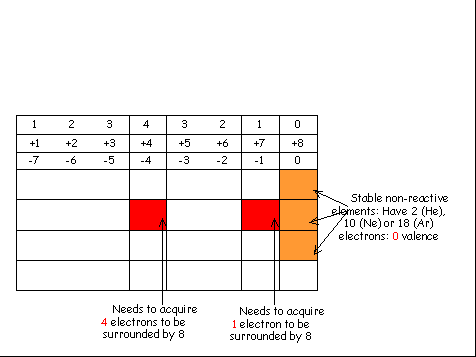 1 2 3 4 3 2 1 0
+1 +2 +3 +4 +5 +6 +7 +8
-7 -6 -5 -4 -3 -2 -1 0
Stable non-reactive
elements: Have 2 (He),
10 (Ne) or 18 (Ar)
electrons: 0 valence
Needs to acquire
4 electrons to be
surrounded by 8
Needs to acquire
1 electron to be
surrounded by 8